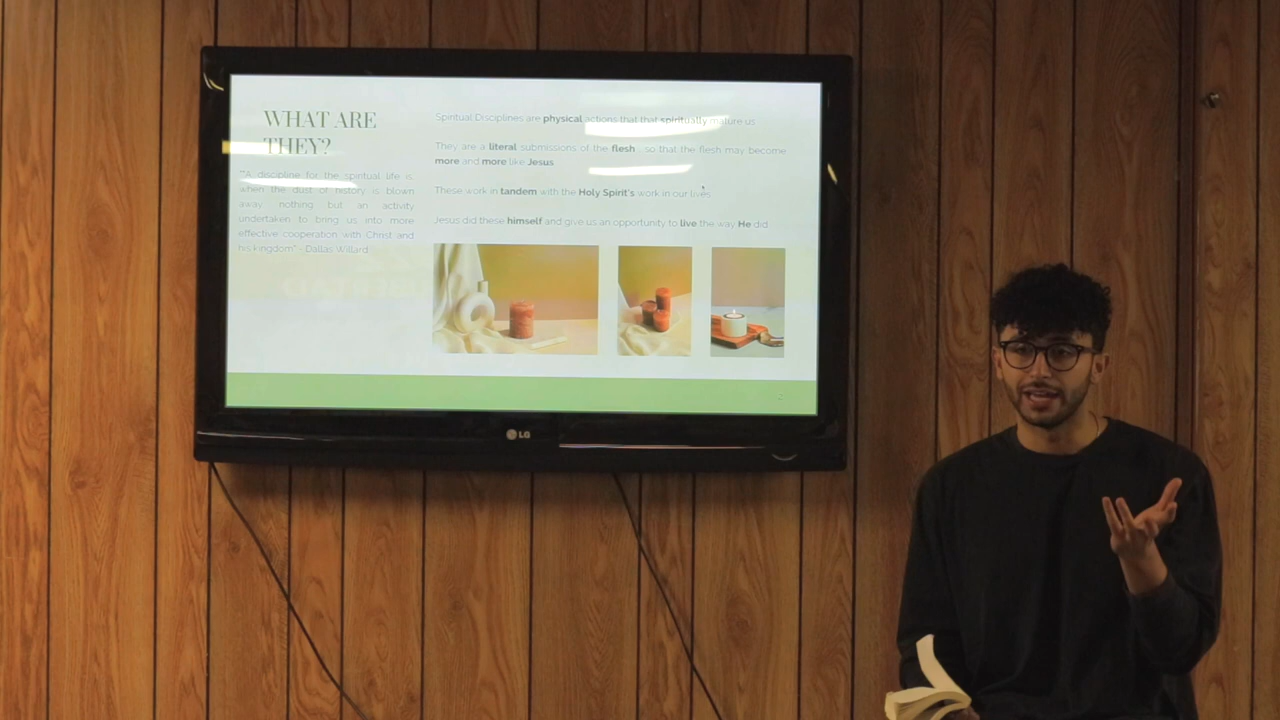 WHAT ARE
THEY?
"A discipline for the spiritual life is,
when the dust of history is blown
away, nothing but an activity
undertaken to bring us into more
effective cooperation with Christ and
his kingdom" - Dallas Willard
Spiritual Disciplines are physical actions that that spiritually mature us
They are a literal submissions of the flesh , so that the flesh may become
more and more like Jesus
These work in tandem with the Holy Spirit's work in our lives
Jesus did these himself and give us an opportunity to live the way He did
2
LG